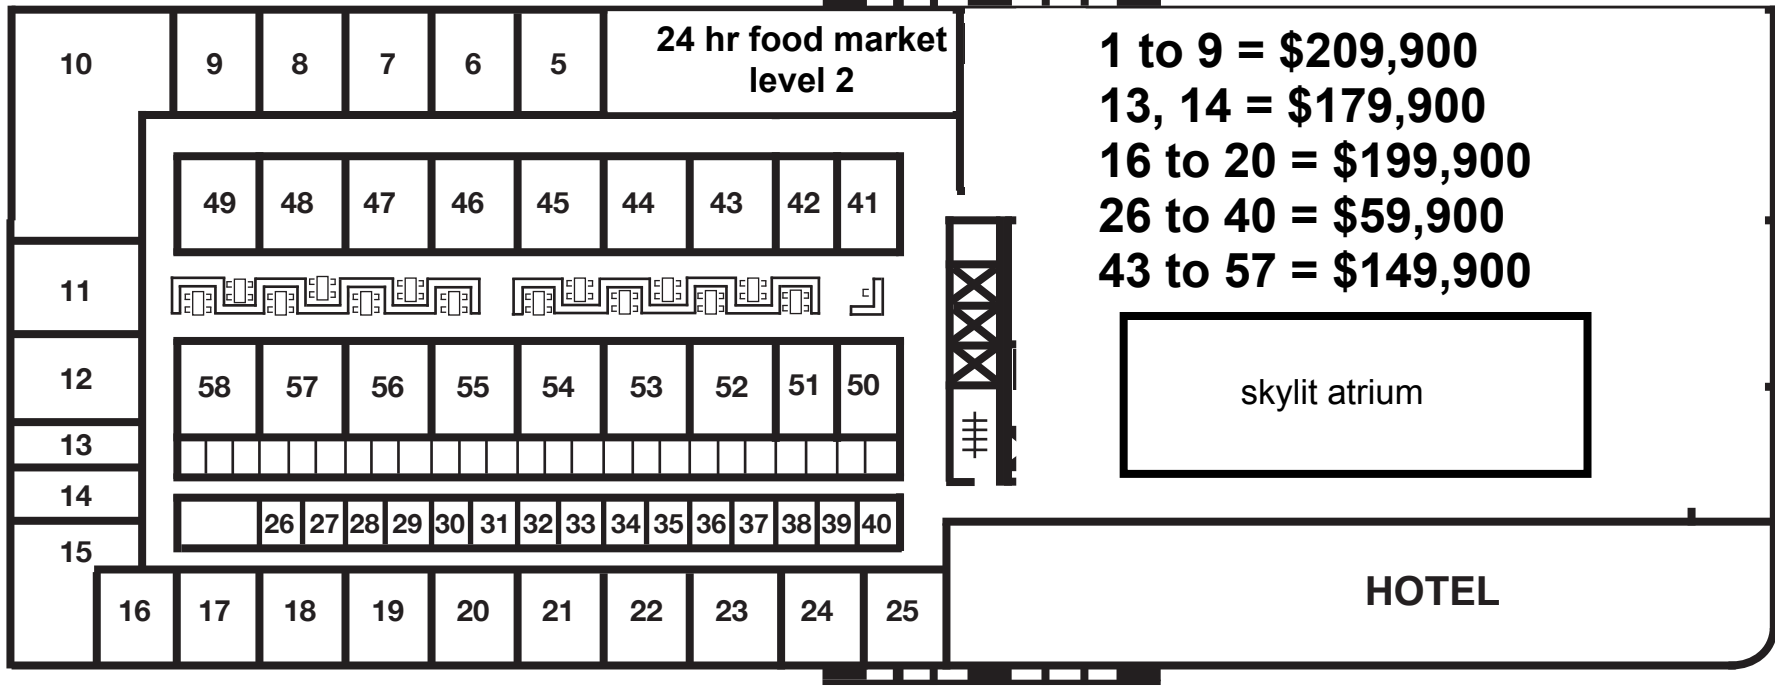 10 9 8 7 6 5
24 hr food market
level 2
1 to 9 = $209,900
13, 14 = $179,900
16 to 20 = $199,900
26 to 40 = $59,900
43 to 57 = $149,900
49 48 47 46 45 44 43 42 41
11
12
58 57 56 55 54 53 52 51 50
skylit atrium
13
14
26 27 28 29 30 31 32 33 34 35 36 37 38 39 40
15
16 17 18 19 20 21 22 23 24 25
HOTEL